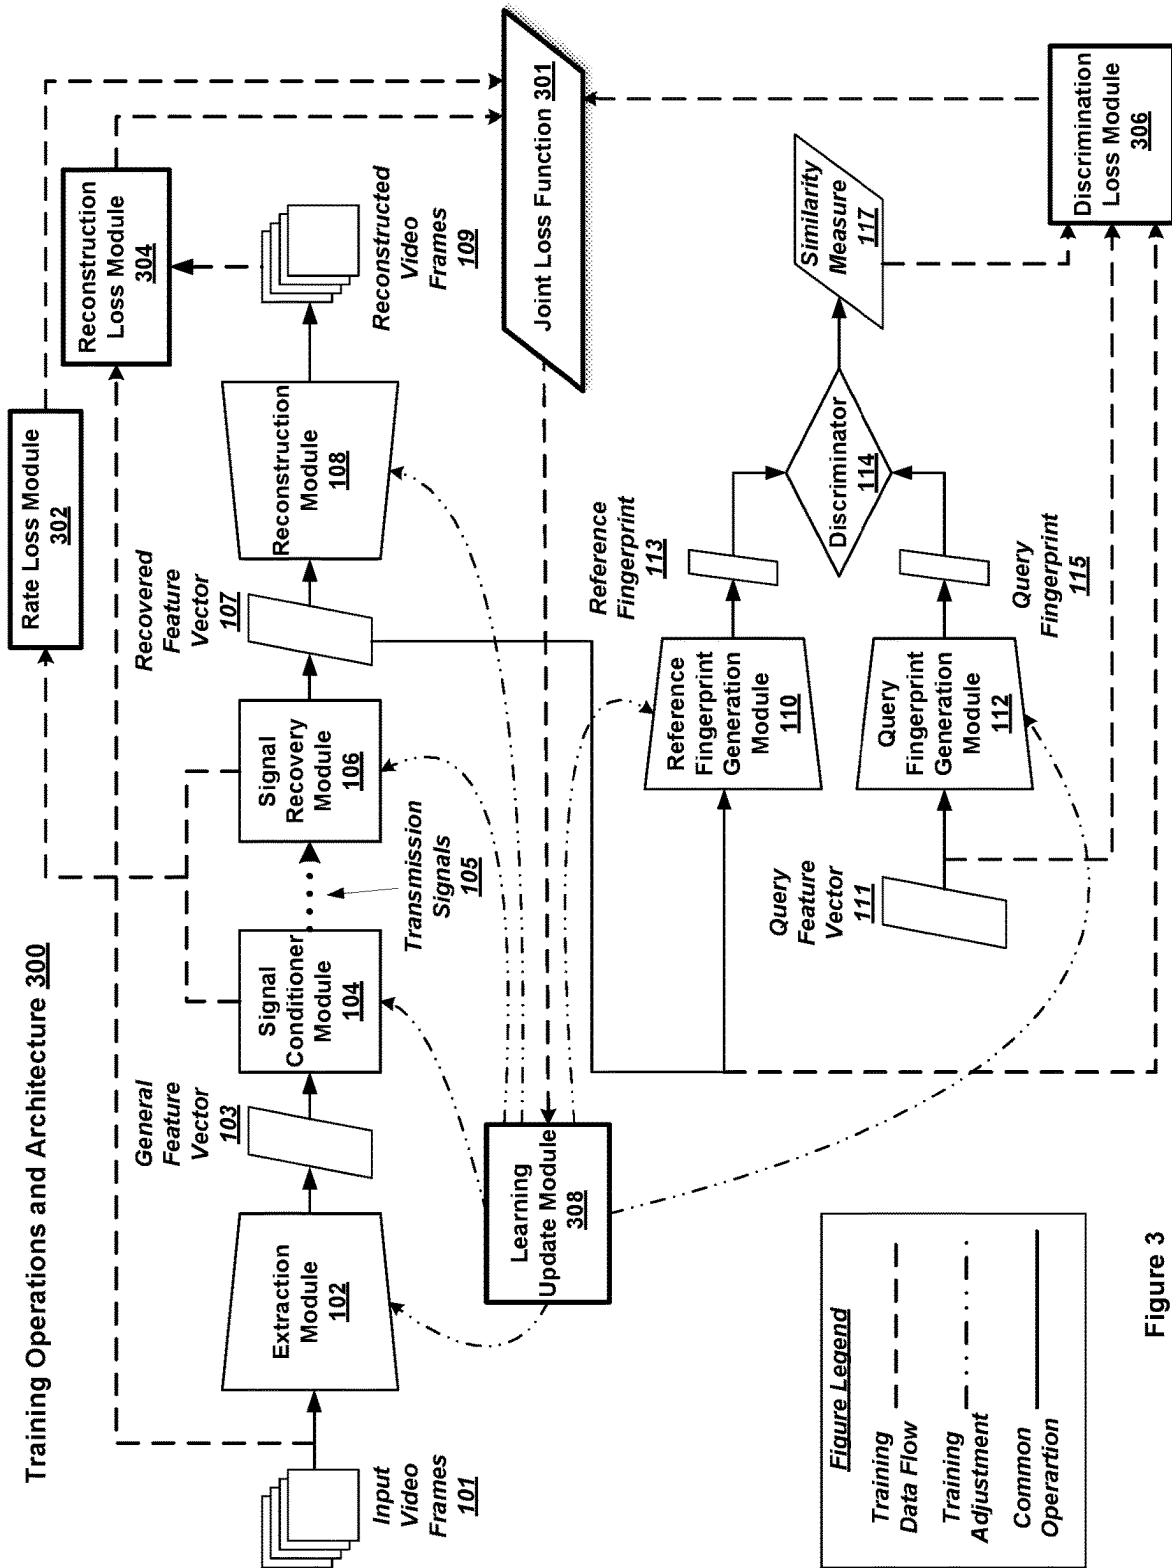 Training Operations and Architecture 300
Rate Loss Module
302
Reconstruction
Loss Module
304
General
Feature
Vector
103
Recovered
Feature
Vector
107
Input
Video
Frames
101
Extraction
Module
102
Signal
Conditioner
Module
104
Transmission
Signals
105
Signal
Recovery
Module
106
Reconstruction
Module
108
Reconstructed
Video
Frames
109
Learning
Update Module
308
Joint Loss Function 301
Reference
Fingerprint
Generation
Module
110
Reference
Fingerprint
113
Query
Feature
Vector
111
Query
Fingerprint
Generation
Module
112
Query
Fingerprint
115
Discriminator
114
Similarity
Measure
117
Discrimination
Loss Module
306
Figure Legend
Training
Data Flow
Training
Adjustment
Common
Operartion
Figure 3